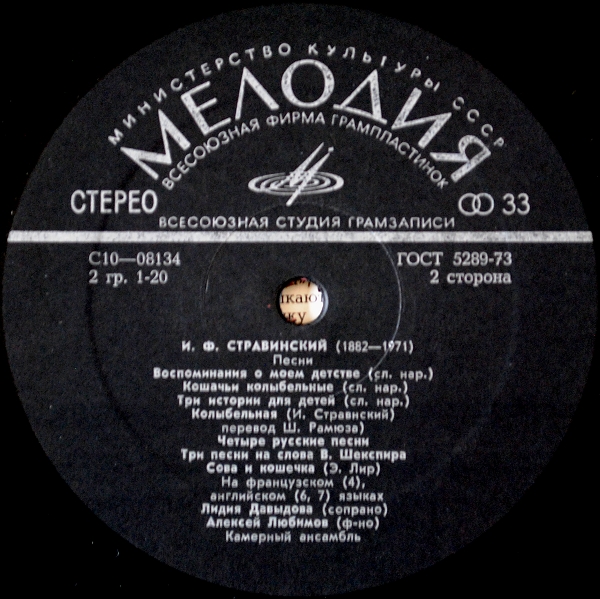 МИНИСТЕРСТВО КУЛЬТУРЫ СССР
МЕЛОДИЯ
ВСЕСОЮЗНАЯ ФИРМА ГРАМПЛАСТИНОК
СТЕРЕО
33
ВСЕСОЮЗНАЯ СТУДИЯ ГРАМЗАПИСИ
С10—08134
ГОСТ 5289-73
2 гр. 1-20
2 сторона
И. Ф. СТРАВИНСКИЙ (1882—1971)
Песни
Воспоминания о моем детстве (сл. нар.)
Кошачьи колыбельные (сл. нар.)
Три истории для детей (сл. нар.)
Колыбельная (И. Стравинский)
перевод Ш. Рамюза)
Четыре русские песни
Три песни на слова В. Шекспира
Сова и кошечка (Э. Лир)
На французском (4),
английском (6, 7) языках
Лидия Давыдова (сопрано)
Алексей Любимов (ф-но)
Камерный ансамбль